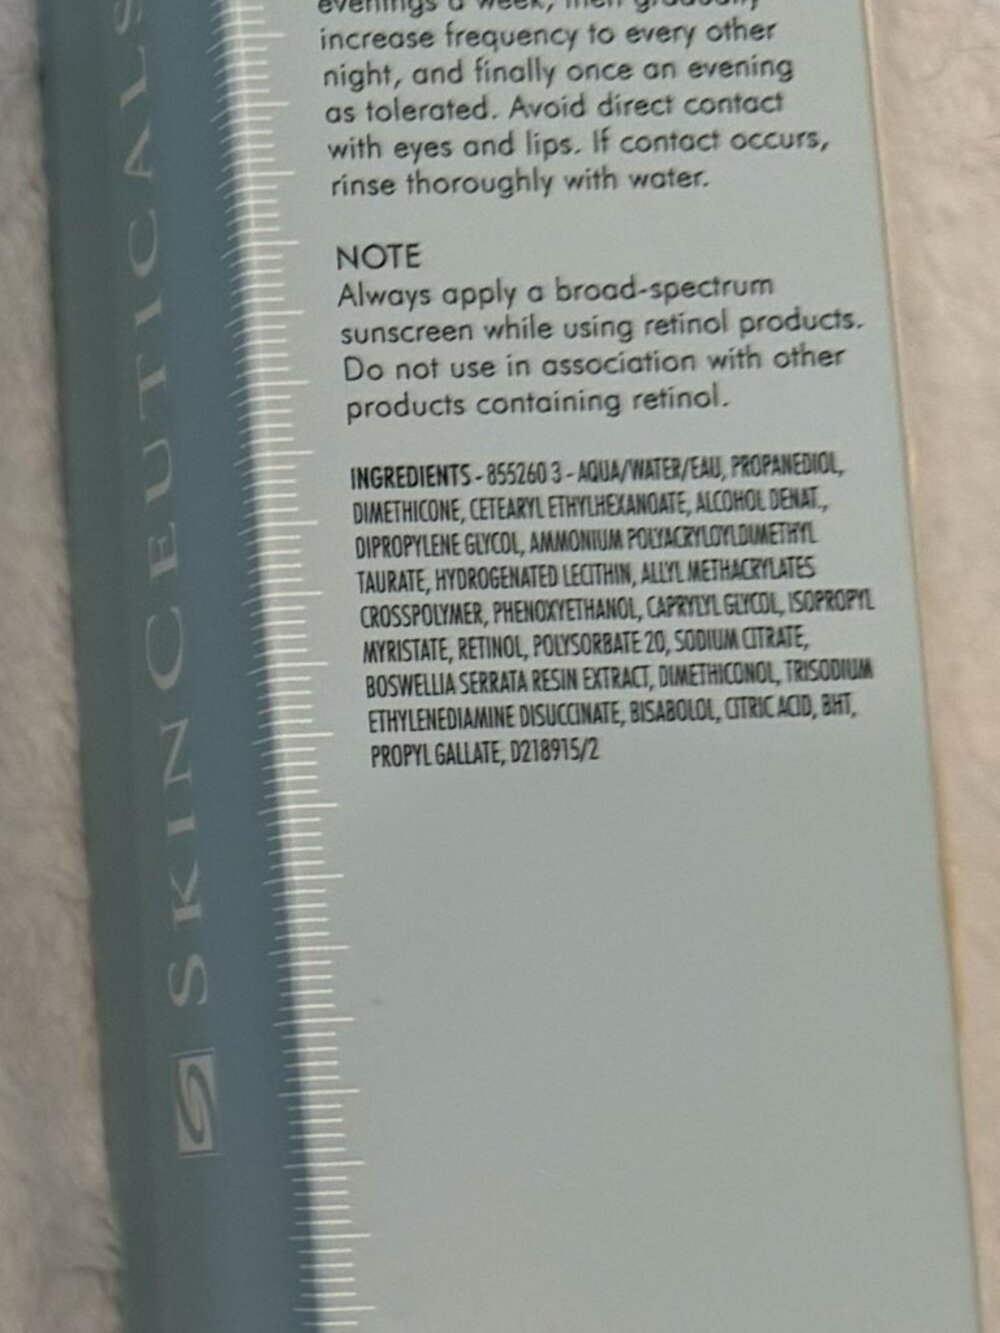 evenings a week, then gradually
increase frequency to every other
night, and finally once an evening
as tolerated. Avoid direct contact
with eyes and lips. If contact occurs,
rinse thoroughly with water.
NOTE
Always apply a broad-spectrum
sunscreen while using retinol products.
Do not use in association with other
products containing retinol.
INGREDIENTS - 855260 3 - AQUA/WATER/EAU, PROPANEDIOL,
DIMETHICONE, CETEARYL ETHYLHEXANOATE, ALCOHOL DENAT.,
DIPROPYLENE GLYCOL, AMMONIUM POLYACRYLOYLDIMETHYL
TAURATE, HYDROGENATED LECITHIN, ALLYL METHACRYLATES
CROSSPOLYMER, PHENOXYETHANOL, CAPRYLYL GLYCOL, ISOPROPYL
MYRISTATE, RETINOL, POLYSORBATE 20, SODIUM CITRATE,
BOSWELLIA SERRATA RESIN EXTRACT, DIMETHICONOL, TRISODIUM
ETHYLENEDIAMINE DISUCCINATE, BISABOLOL, CITRIC ACID, BHT,
PROPYL GALLATE, D218915/2
SKINCEUTICALS